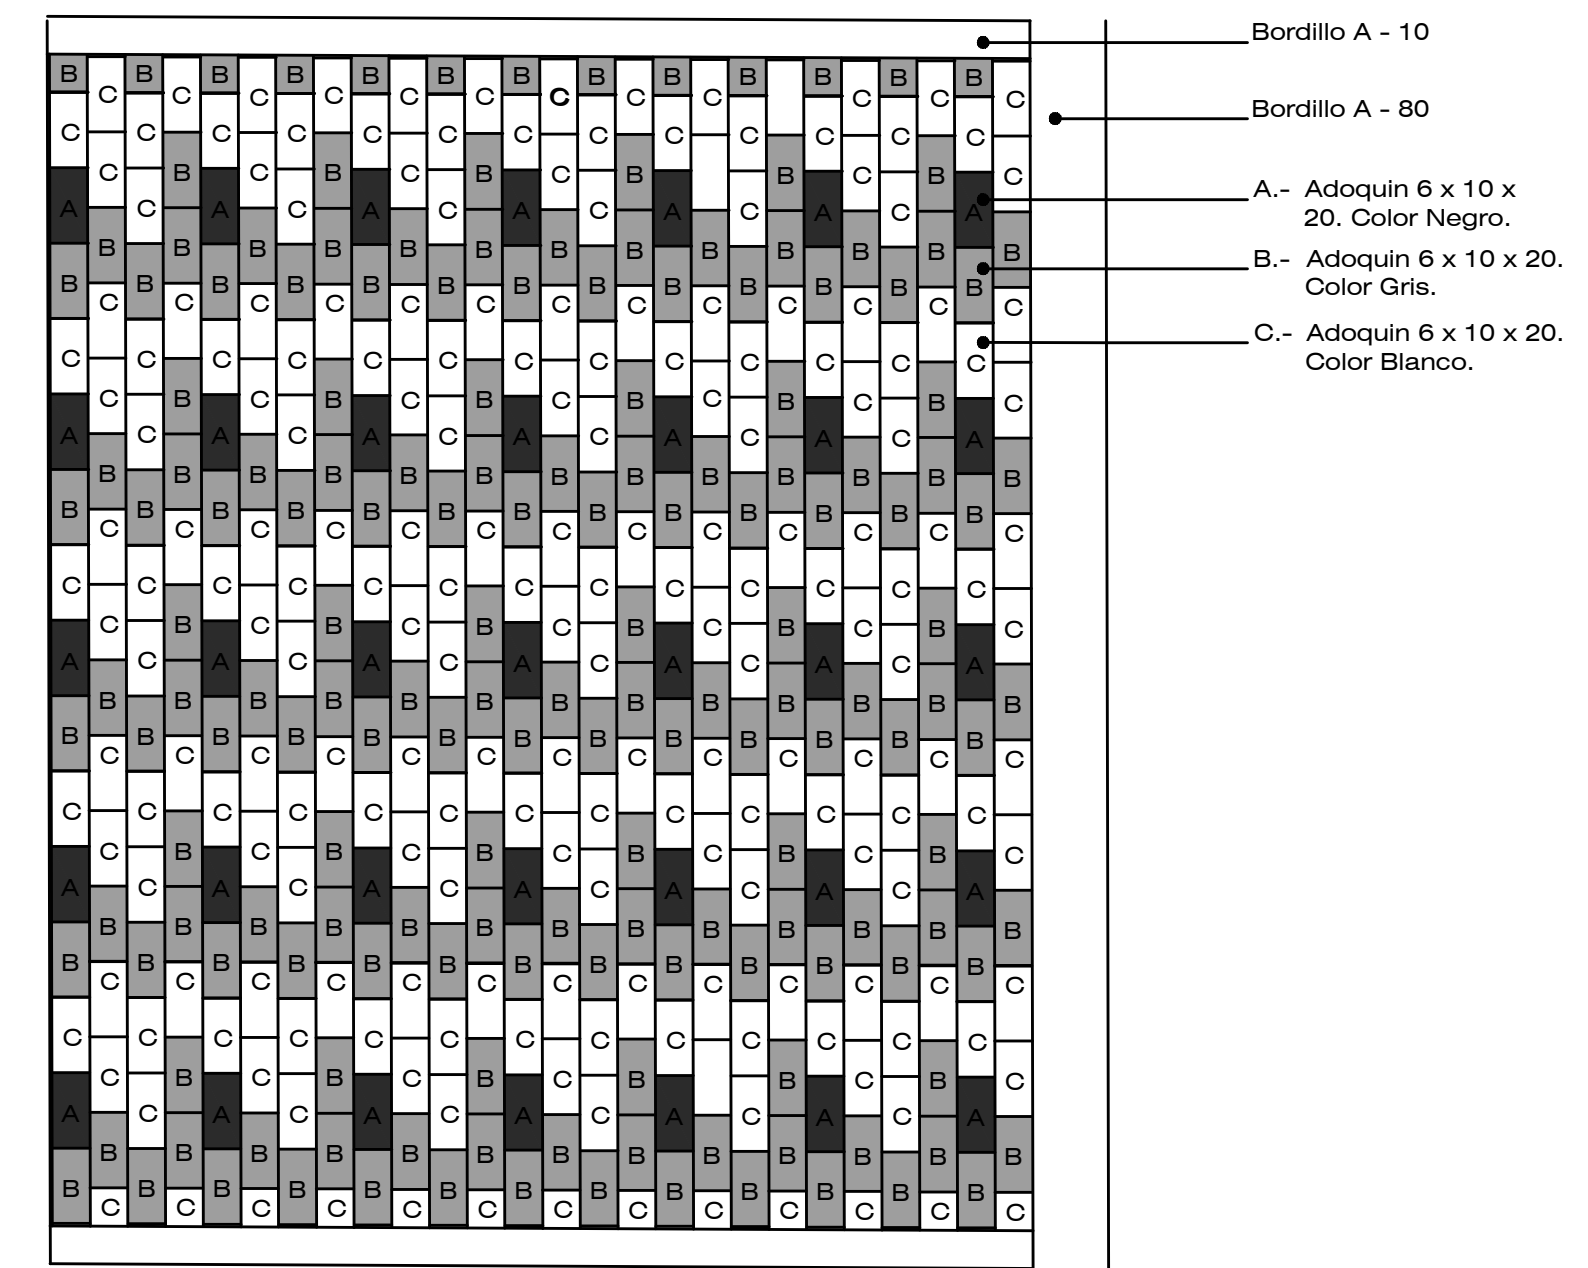 Bordillo A - 10
Bordillo A - 80
A.- Adoquin 6 x 10 x
20. Color Negro.
B.- Adoquin 6 x 10 x 20.
Color Gris.
C.- Adoquin 6 x 10 x 20.
Color Blanco.
B B B B B B B B B B B B B
C C C C C C C C C C C C
C C C C C C C C C C C C C
C B C B C B C B B C B C
A C A C A C A C A C A C A
B B B B B B B B B B B B B
B B B B B B B B B B B B B
C C C C C C C C C C C C C
C C C C C C C C C C C C C
C B C B C B C B C B C B C
A C A C A C A C A C A C A
B B B B B B B B B B B B B
B B B B B B B B B B B B B
C C C C C C C C C C C C C
C C C C C C C C C C C C C
C B C B C B C B C B C B C
A C A C A C A C A C A C A
B B B B B B B B B B B B B
B B B B B B B B B B B B B
C C C C C C C C C C C C C
C C C C C C C C C C C C C
C B C B C B C B C B C B C
A C A C A C A C A C A C A
B B B B B B B B B B B B B
B B B B B B B B B B B B B
C C C C C C C C C C C C C
C C C C C C C C C C C C C
C B C B C B C B B C B C
A C A C A C A C A C A C A
B B B B B B B B B B B B B
B B B B B B B B B B B B B
C C C C C C C C C C C C C